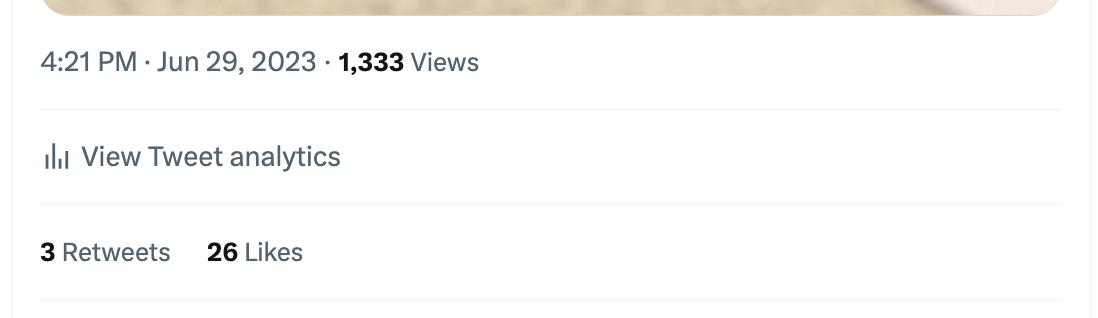 4:21 PM · Jun 29, 2023 · 1,333 Views
View Tweet analytics
3 Retweets 26 Likes